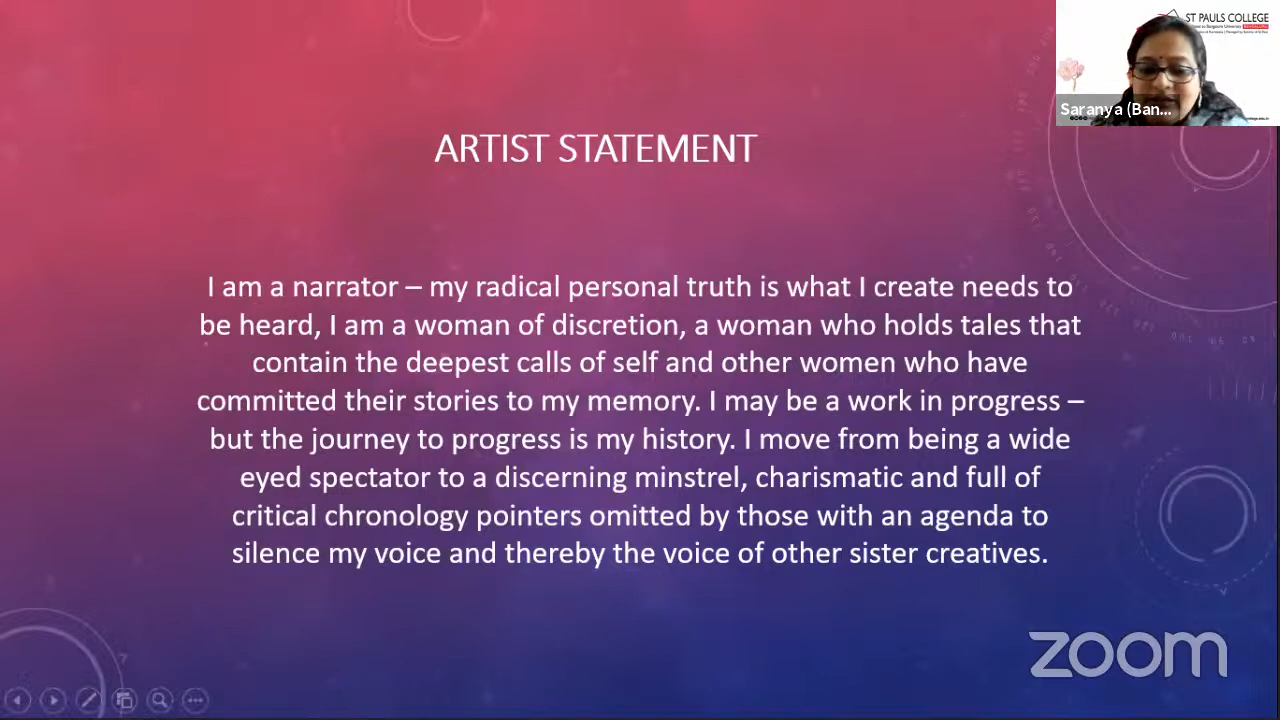 ST PAULS COLLEGE
Saranya (Ban...
ARTIST STATEMENT
I am a narrator – my radical personal truth is what I create needs to
be heard, I am a woman of discretion, a woman who holds tales that
contain the deepest calls of self and other women who have
committed their stories to my memory. I may be a work in progress –
but the journey to progress is my history. I move from being a wide
eyed spectator to a discerning minstrel, charismatic and full of
critical chronology pointers omitted by those with an agenda to
silence my voice and thereby the voice of other sister creatives.
zoom